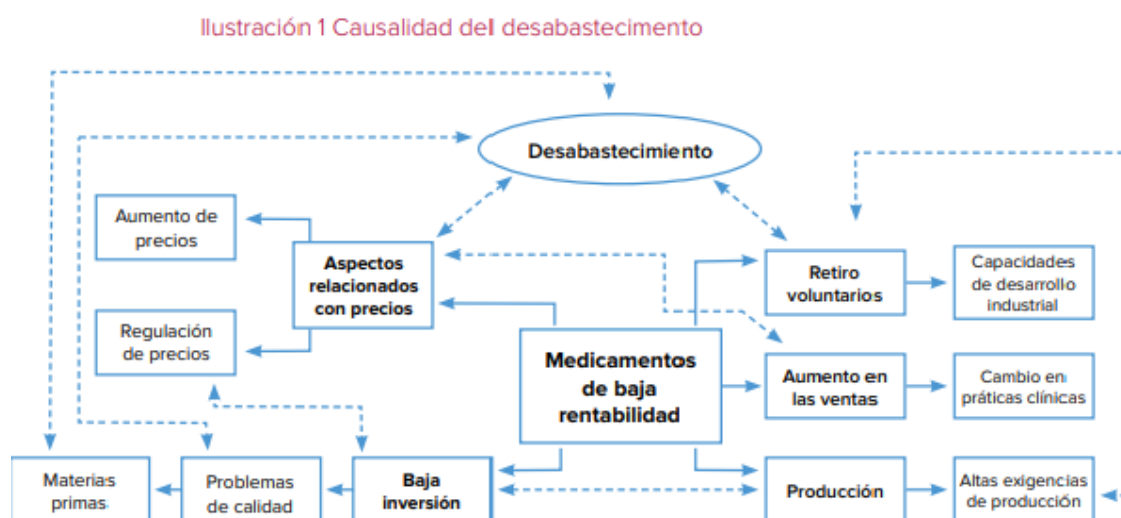 Ilustración 1 Causalidad del desabastecimento
Desabastecimiento
Aumento de
precios
Aspectos
relacionados
con precios
Regulación
de precios
Medicamentos
de baja
rentabilidad
Retiro
voluntarios
Capacidades
de desarrollo
industrial
Aumento en
las ventas
Cambio en
práticas clínicas
Materias
primas
Problemas
de calidad
Baja
inversión
Producción
Altas exigencias
de producción